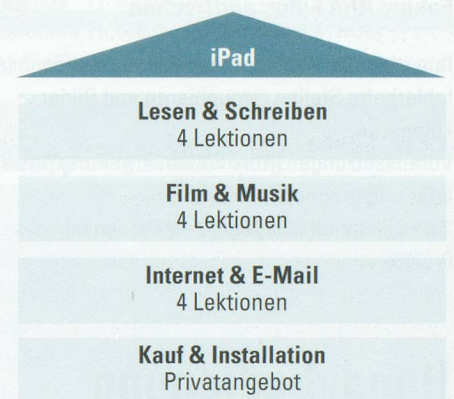 iPad
Lesen & Schreiben
4 Lektionen
Film & Musik
4 Lektionen
Internet & E-Mail
4 Lektionen
Kauf & Installation
Privatangebot